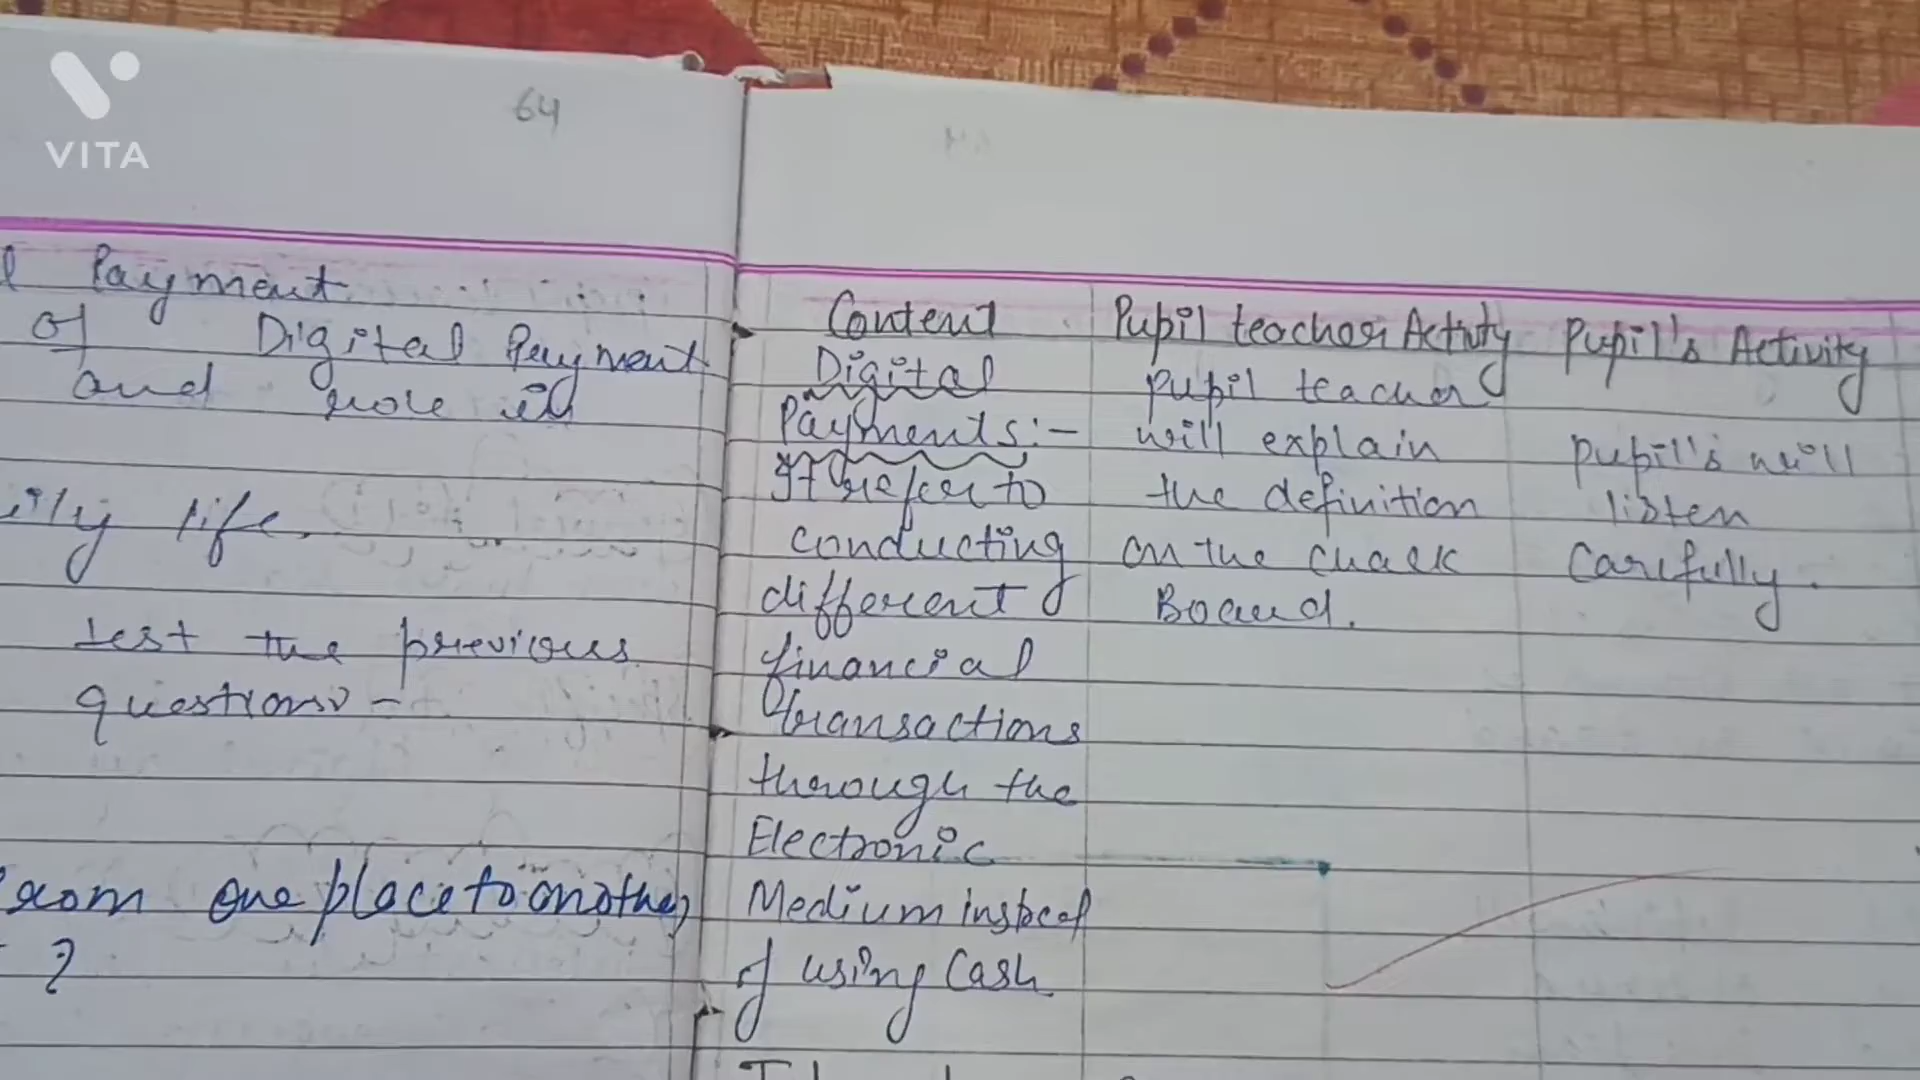 VITA
64
Payment
of Digital Payment
and role in
ily life.
test the previous
questions -
from one place to another
?
Content Pupil teacher Activity Pupil's Activity
Digital
Payments:-
It refer to
conducting
different
financial
transactions
through the
Electronic
Medium instead
of using Cash
pupil teacher
will explain
the definition
on the chalk
Board.
pupil's will
listen
Carefully.